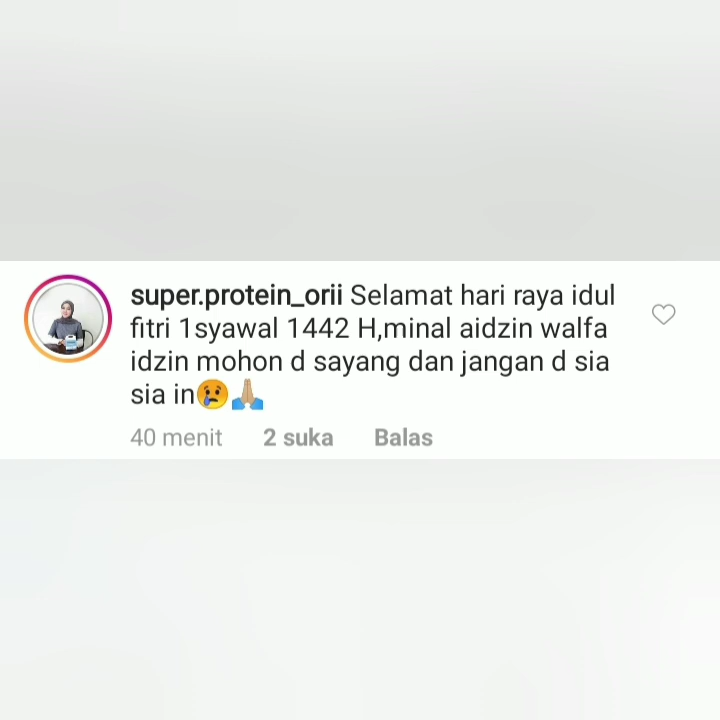 super.protein_orii Selamat hari raya idul
fitri 1syawal 1442 H,minal aidzin walfa
idzin mohon d sayang dan jangan d sia
sia in😢🙏🏼
40 menit 2 suka Balas